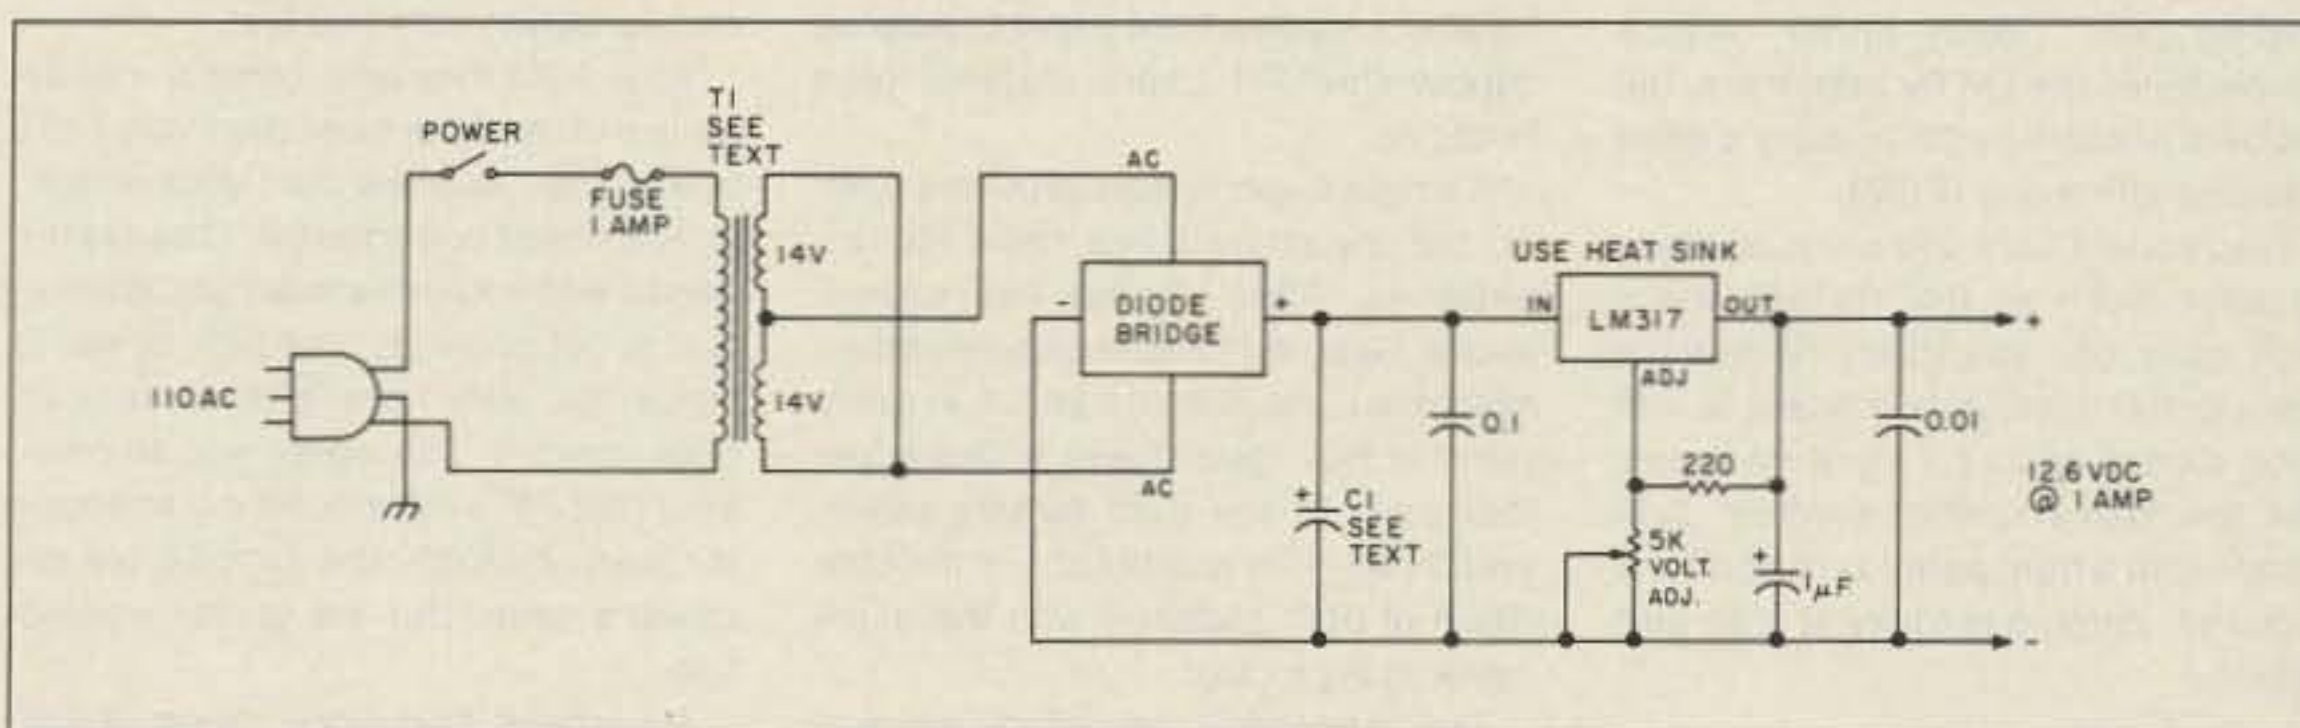 POWER
FUSE
1 AMP
T1
SEE
TEXT
14V
14V
110AC
AC
-
DIODE
BRIDGE
+
AC
+
C1
SEE
TEXT
0.1
USE HEAT SINK
IN
LM317
OUT
ADJ
220
5K
VOLT.
ADJ.
+
1µF
0.01
+
12.6 VDC
@ 1 AMP
-